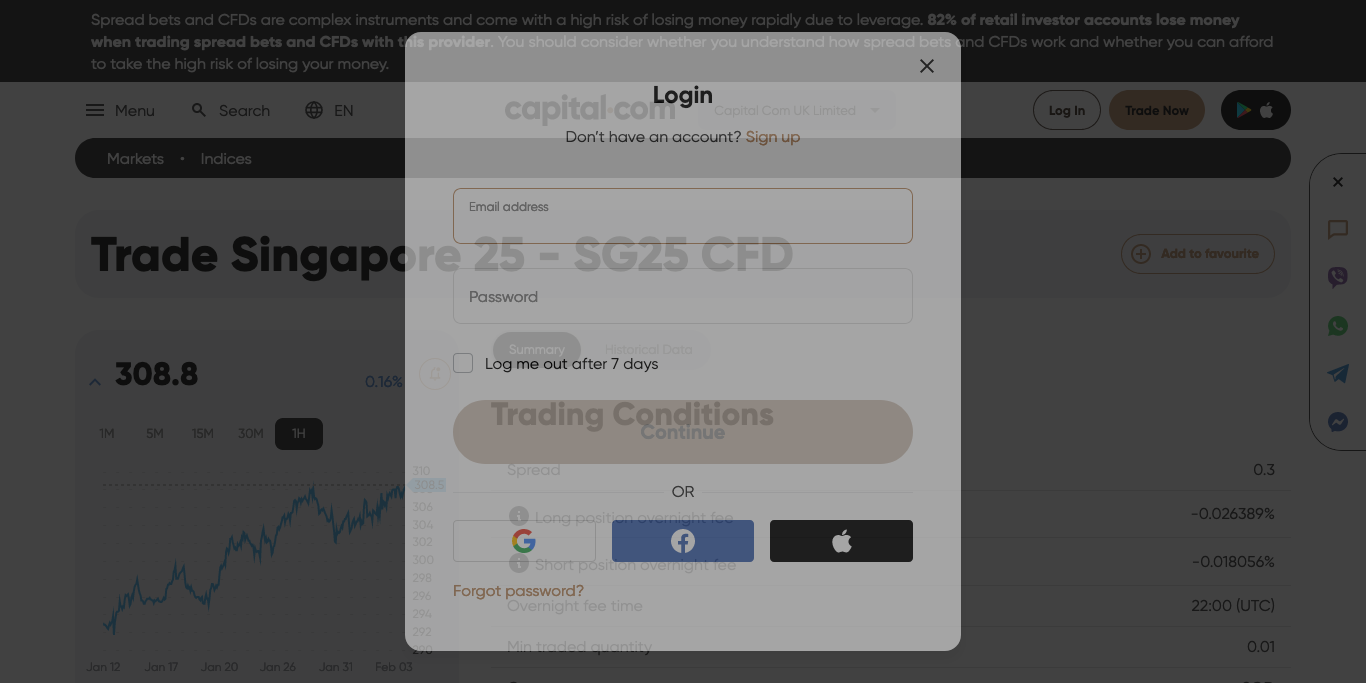 Spread bets and CFDs are complex instruments and come with a high risk of losing money rapidly due to leverage. 82% of retail investor accounts lose money
when trading spread bets and CFDs with this provider. You should consider whether you understand how spread bets and CFDs work and whether you can afford
to take the high risk of losing your money.
Menu
Search
EN
capital.com
Capital Com UK Limited
Log In
Trade Now
Markets • Indices
Login
Don't have an account? Sign up
Email address
Password
Log me out after 7 days
Continue
OR
Forgot password?
Trade Singapore 25 - SG25 CFD
Add to favourite
308.8
0.16%
1M 5M 15M 30M 1H
310
308.5
306
304
302
300
298
296
294
292
290
Jan 12 Jan 17 Jan 20 Jan 26 Jan 31 Feb 03
Summary
Historical Data
Trading Conditions
Spread 0.3
Long position overnight fee -0.026389%
Short position overnight fee -0.018056%
Overnight fee time 22:00 (UTC)
Min traded quantity 0.01